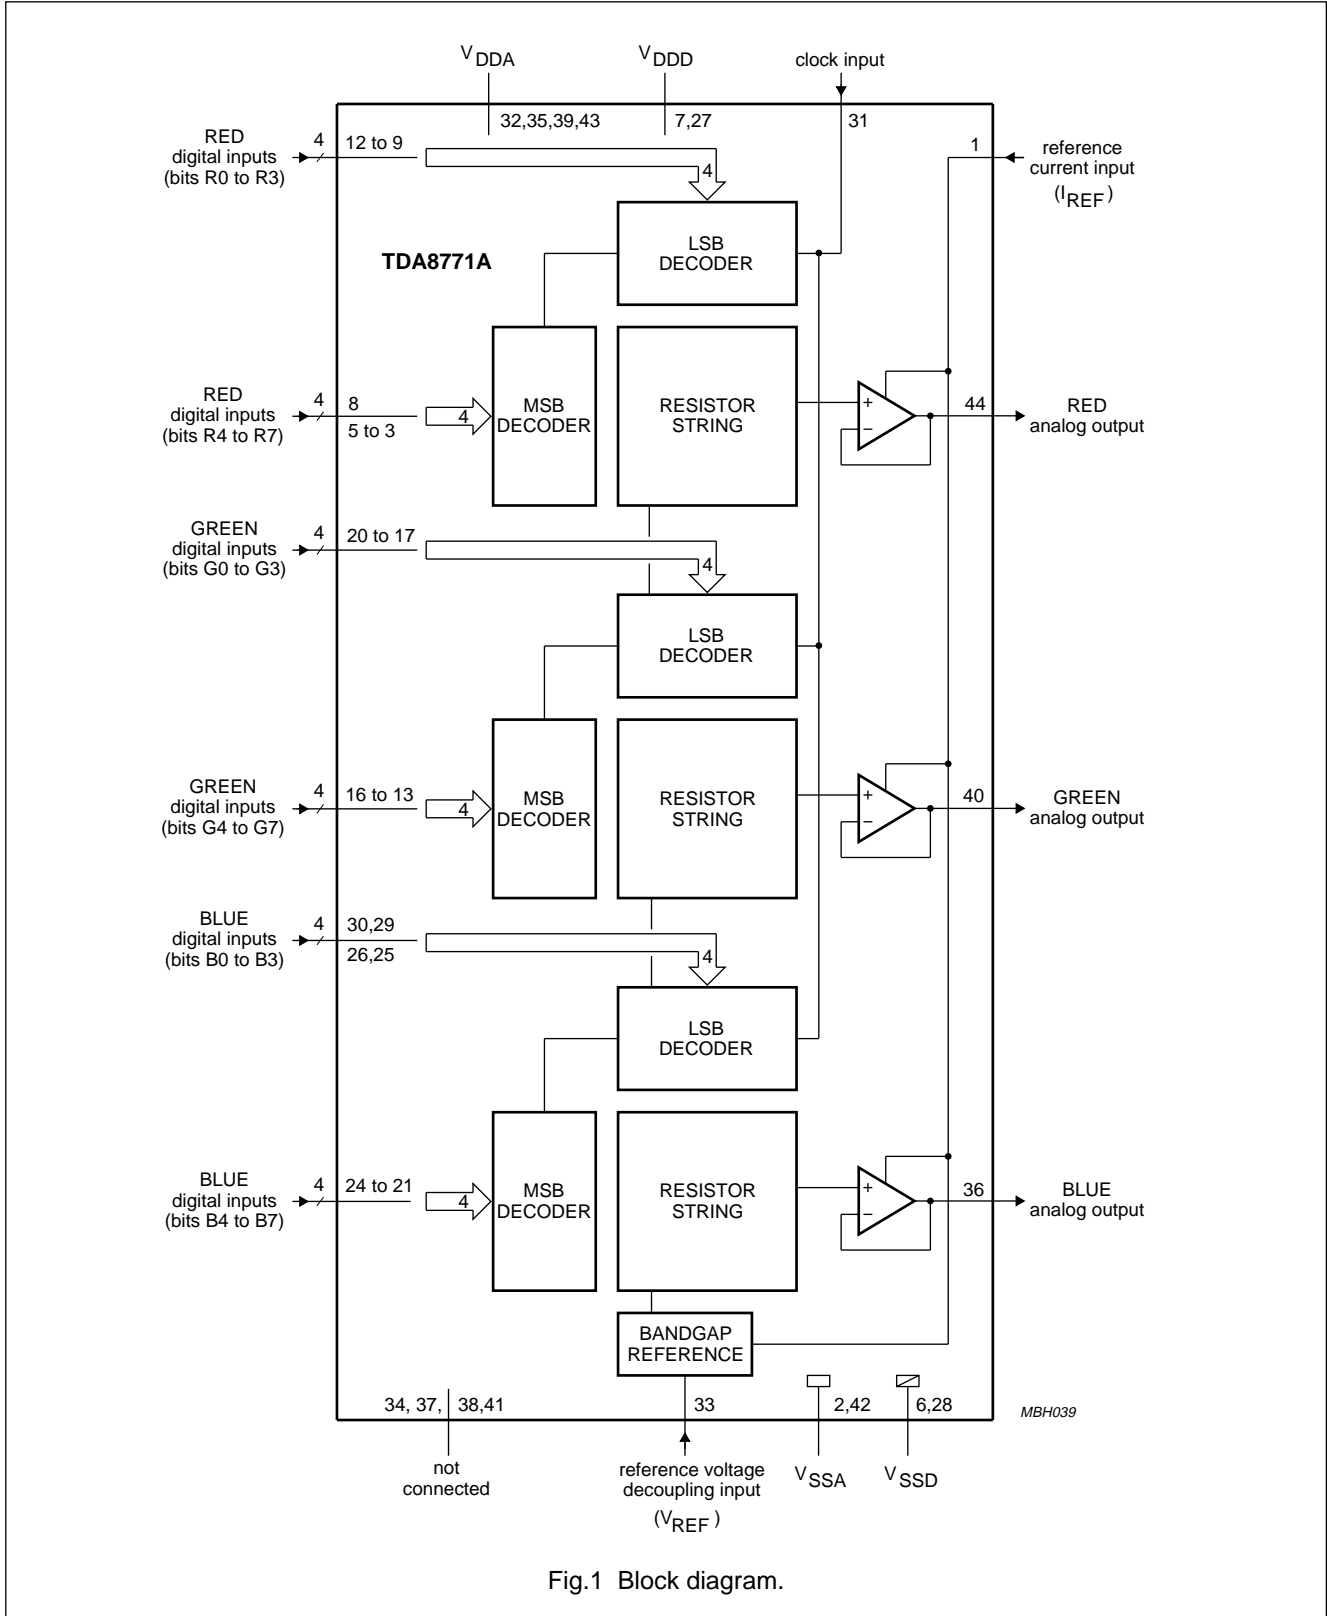 VDDA
VDDD
clock input
32,35,39,43
7,27
31
RED
digital inputs
(bits R0 to R3)
4
12 to 9
4
1
reference
current input
(IREF)
LSB
DECODER
TDA8771A
RED
digital inputs
(bits R4 to R7)
4
8
5 to 3
4
MSB
DECODER
RESISTOR
STRING
+
−
44
RED
analog output
GREEN
digital inputs
(bits G0 to G3)
4
20 to 17
4
LSB
DECODER
GREEN
digital inputs
(bits G4 to G7)
4
16 to 13
4
MSB
DECODER
RESISTOR
STRING
+
−
40
GREEN
analog output
BLUE
digital inputs
(bits B0 to B3)
4
30,29
26,25
4
LSB
DECODER
BLUE
digital inputs
(bits B4 to B7)
4
24 to 21
4
MSB
DECODER
RESISTOR
STRING
+
−
36
BLUE
analog output
BANDGAP
REFERENCE
34, 37,
38,41
33
2,42
6,28
MBH039
not
connected
reference voltage
decoupling input
(VREF)
VSSA
VSSD
Fig.1 Block diagram.